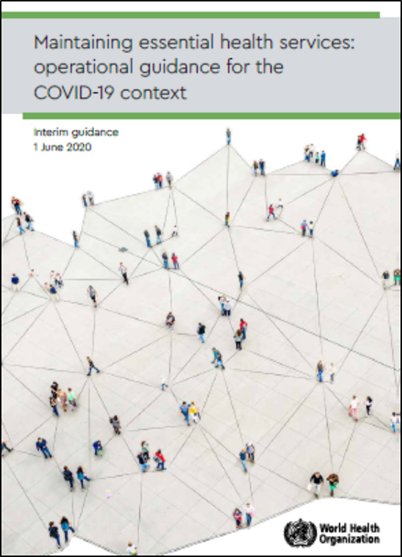 Maintaining essential health services:
operational guidance for the
COVID-19 context
Interim guidance
1 June 2020
World Health
Organization